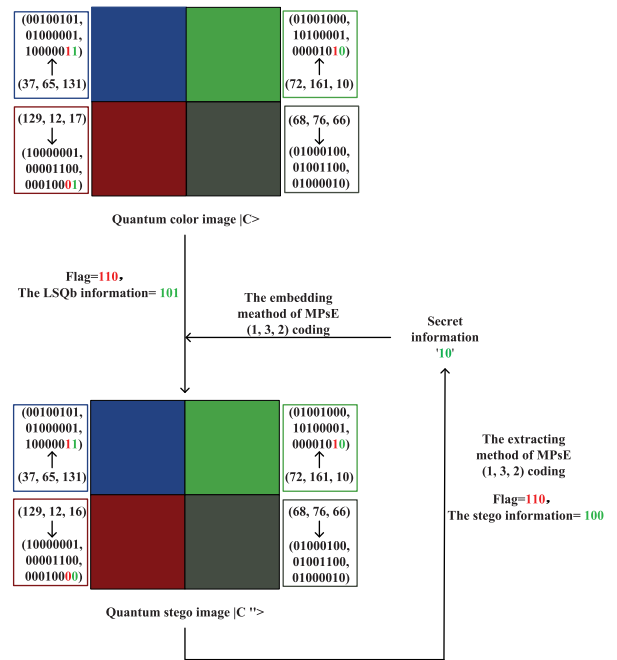 (00100101,
01000001,
10000011)
(37, 65, 131)
(01001000,
10100001,
00001010)
(72, 161, 10)
(129, 12, 17)
(10000001,
00001100,
00010001)
(68, 76, 66)
(01000100,
01001100,
01000010)
Quantum color image |C>
Flag=110,
The LSQb information= 101
The embedding
meathod of MPsE
(1, 3, 2) coding
Secret
information
'10'
(00100101,
01000001,
10000011)
(37, 65, 131)
(01001000,
10100001,
00001010)
(72, 161, 10)
(129, 12, 16)
(10000001,
00001100,
00010000)
(68, 76, 66)
(01000100,
01001100,
01000010)
The extracting
method of MPsE
(1, 3, 2) coding
Flag=110,
The stego information= 100
Quantum stego image |C ''>